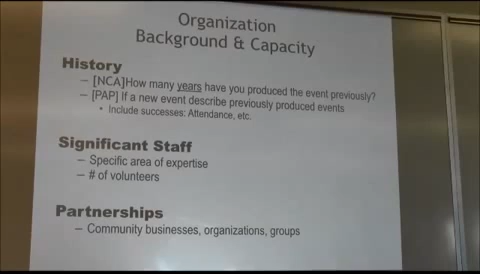 Organization
Background & Capacity
History
– [NCA]How many years have you produced the event previously?
– [PAP] If a new event describe previously produced events
• Include successes: Attendance, etc.
Significant Staff
– Specific area of expertise
– # of volunteers
Partnerships
– Community businesses, organizations, groups